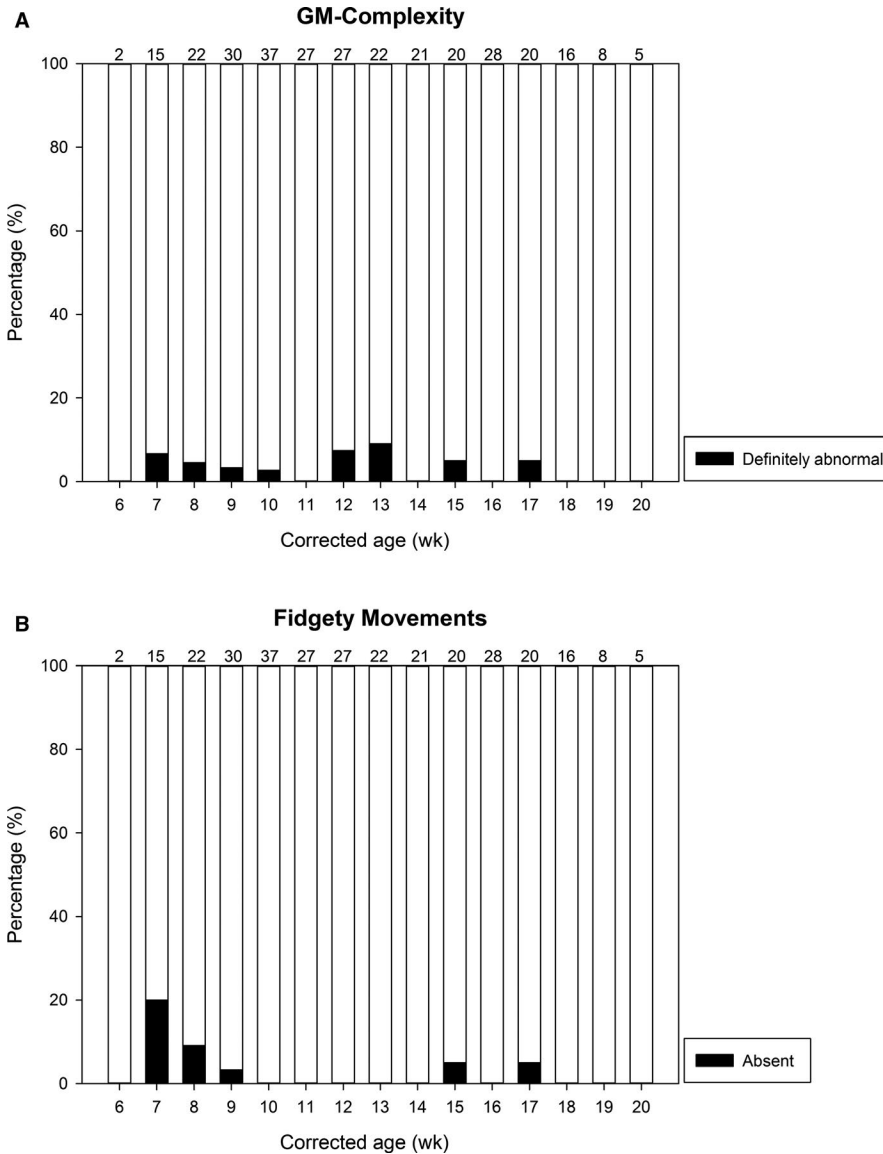 A
GM-Complexity
2 15 22 30 37 27 27 22 21 20 28 20 16 8 5
100
80
60
40
20
0
Percentage (%)
Definitely abnormal
6 7 8 9 10 11 12 13 14 15 16 17 18 19 20
Corrected age (wk)
B
Fidgety Movements
2 15 22 30 37 27 27 22 21 20 28 20 16 8 5
100
80
60
40
20
0
Percentage (%)
Absent
6 7 8 9 10 11 12 13 14 15 16 17 18 19 20
Corrected age (wk)